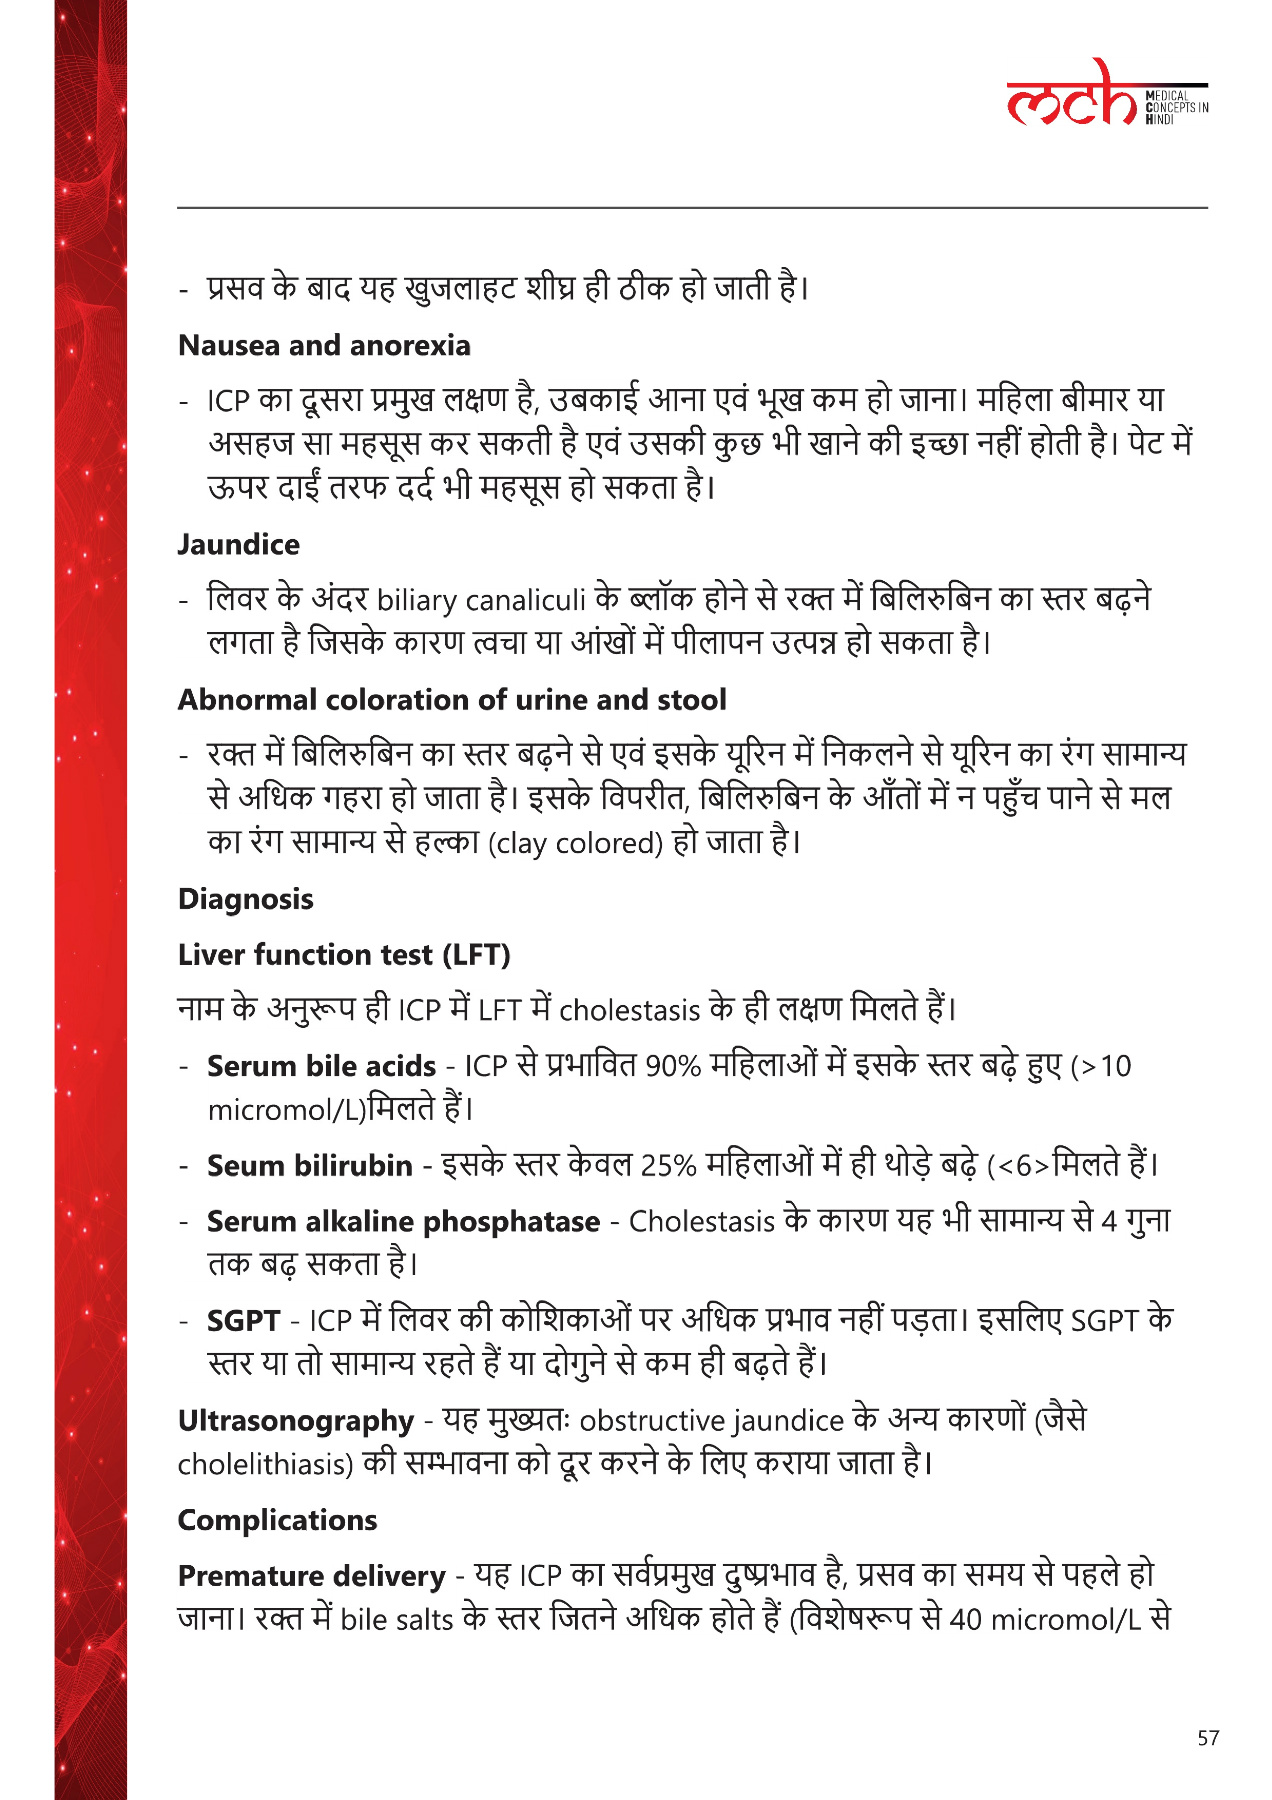 mch MEDICAL
CONCEPTS IN
HINDI
- प्रसव के बाद यह खुजलाहट शीघ्र ही ठीक हो जाती है।
Nausea and anorexia
- ICP का दूसरा प्रमुख लक्षण है, उबकाई आना एवं भूख कम हो जाना। महिला बीमार या
असहज सा महसूस कर सकती है एवं उसकी कुछ भी खाने की इच्छा नहीं होती है। पेट में
ऊपर दाईं तरफ दर्द भी महसूस हो सकता है।
Jaundice
- लिवर के अंदर biliary canaliculi के ब्लॉक होने से रक्त में बिलिरुबिन का स्तर बढ़ने
लगता है जिसके कारण त्वचा या आंखों में पीलापन उत्पन्न हो सकता है।
Abnormal coloration of urine and stool
- रक्त में बिलिरुबिन का स्तर बढ़ने से एवं इसके यूरिन में निकलने से यूरिन का रंग सामान्य
से अधिक गहरा हो जाता है। इसके विपरीत, बिलिरुबिन के आँतों में न पहुँच पाने से मल
का रंग सामान्य से हल्का (clay colored) हो जाता है।
Diagnosis
Liver function test (LFT)
नाम के अनुरूप ही ICP में LFT में cholestasis के ही लक्षण मिलते हैं।
- Serum bile acids - ICP से प्रभावित 90% महिलाओं में इसके स्तर बढ़े हुए (>10
micromol/L)मिलते हैं।
- Seum bilirubin - इसके स्तर केवल 25% महिलाओं में ही थोड़े बढ़े (<6>मिलते हैं।
- Serum alkaline phosphatase - Cholestasis के कारण यह भी सामान्य से 4 गुना
तक बढ़ सकता है।
- SGPT - ICP में लिवर की कोशिकाओं पर अधिक प्रभाव नहीं पड़ता। इसलिए SGPT के
स्तर या तो सामान्य रहते हैं या दोगुने से कम ही बढ़ते हैं।
Ultrasonography - यह मुख्यतः obstructive jaundice के अन्य कारणों (जैसे
cholelithiasis) की सम्भावना को दूर करने के लिए कराया जाता है।
Complications
Premature delivery - यह ICP का सर्वप्रमुख दुष्प्रभाव है, प्रसव का समय से पहले हो
जाना। रक्त में bile salts के स्तर जितने अधिक होते हैं (विशेषरूप से 40 micromol/L से
57